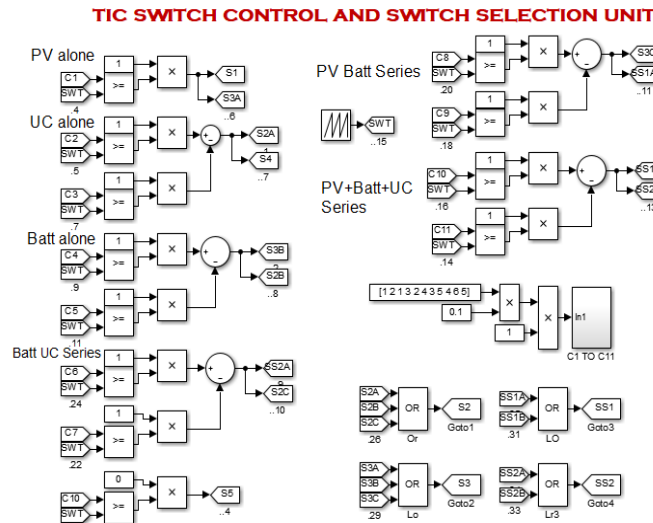 TIC SWITCH CONTROL AND SWITCH SELECTION UNIT
PV alone
1
C1
SWT
>=
×
S1
S3A
.4
..6
UC alone
1
C2
SWT
>=
×
S2A
S4
.5
..7
1
C3
SWT
>=
×
.7
Batt alone
1
C4
SWT
>=
×
S3B
S2B
.9
..8
1
C5
SWT
>=
×
.11
Batt UC Series
1
C6
SWT
>=
×
SS2A
S2C
.24
..10
1
C7
SWT
>=
×
.22
0
C10
SWT
>=
×
S5
..4
PV Batt Series
1
C8
SWT
>=
×
S3C
SS1A
.20
..11
1
C9
SWT
>=
×
.18
SWT
..15
PV+Batt+UC
Series
1
C10
SWT
>=
×
SS1
SS2
.16
1
C11
SWT
>=
×
.14
[1 2 1 3 2 4 3 5 4 6 5]
0.1
×
1
×
In1
C1 TO C11
S2A
S2B
S2C
OR
S2
.26
Or
Goto1
SS1A
SS1B
OR
SS1
.31
LO
Goto3
S3A
S3B
S3C
OR
S3
.29
Lo
Goto2
SS2A
SS2B
OR
SS2
.33
Lr3
Goto4